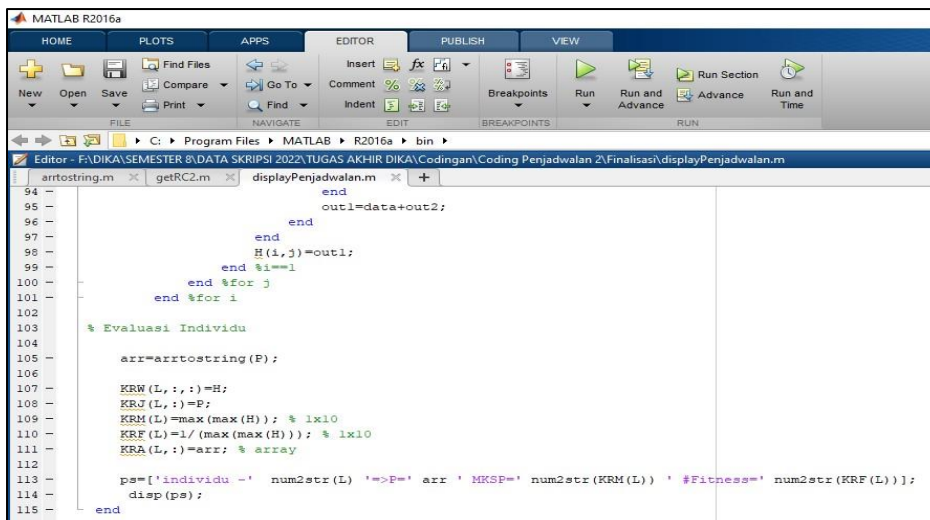 MATLAB R2016a
HOME PLOTS APPS EDITOR PUBLISH VIEW
New Open Save
Find Files
Compare
Print
FILE
Go To
Find
NAVIGATE
Insert fx
Comment
Indent
EDIT
Breakpoints
BREAKPOINTS
Run
Run and Advance
Run Section
Advance
Run and Time
RUN
C: Program Files MATLAB R2016a bin
Editor - F:\DIKA\SEMESTER 8\DATA SKRIPSI 2022\TUGAS AKHIR DIKA\Codingan\Coding Penjadwalan 2\Finalisasi\displayPenjadwalan.m
arrtostring.m × getRC2.m × displayPenjadwalan.m × +
94 – end
95 – out1=data+out2;
96 – end
97 – end
98 – H(i,j)=out1;
99 – end %i==1
100 – end %for j
101 – end %for i
102
103 % Evaluasi Individu
104
105 – arr=arrtostring(P);
106
107 – KRW(L,:,:)=H;
108 – KRJ(L,:)=P;
109 – KRM(L)=max(max(H)); % 1x10
110 – KRF(L)=1/(max(max(H))); % 1x10
111 – KRA(L,:)=arr; % array
112
113 – ps=['individu -' num2str(L) '=>P=' arr ' MKSP=' num2str(KRM(L)) ' #Fitness=' num2str(KRF(L))];
114 – disp(ps);
115 – end